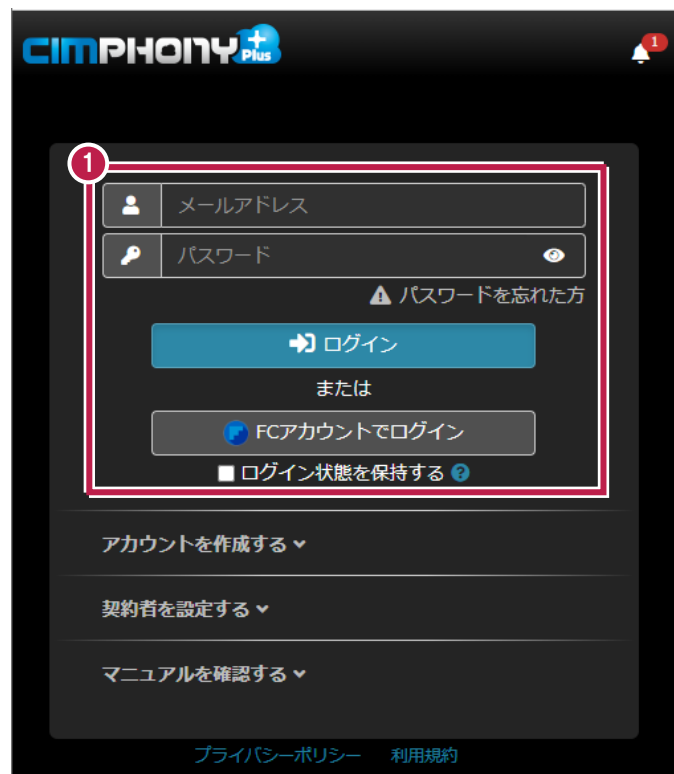 CIMPHONY Plus
1
1
メールアドレス
パスワード
パスワードを忘れた方
ログイン
または
FCアカウントでログイン
ログイン状態を保持する ?
アカウントを作成する
契約者を設定する
マニュアルを確認する
プライバシーポリシー 利用規約